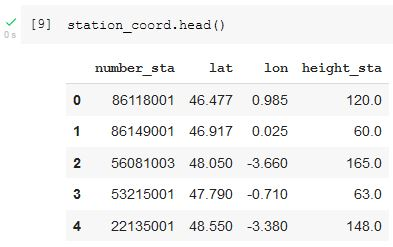 [9] station_coord.head()
0 s
number_sta lat lon height_sta
0 86118001 46.477 0.985 120.0
1 86149001 46.917 0.025 60.0
2 56081003 48.050 -3.660 165.0
3 53215001 47.790 -0.710 63.0
4 22135001 48.550 -3.380 148.0